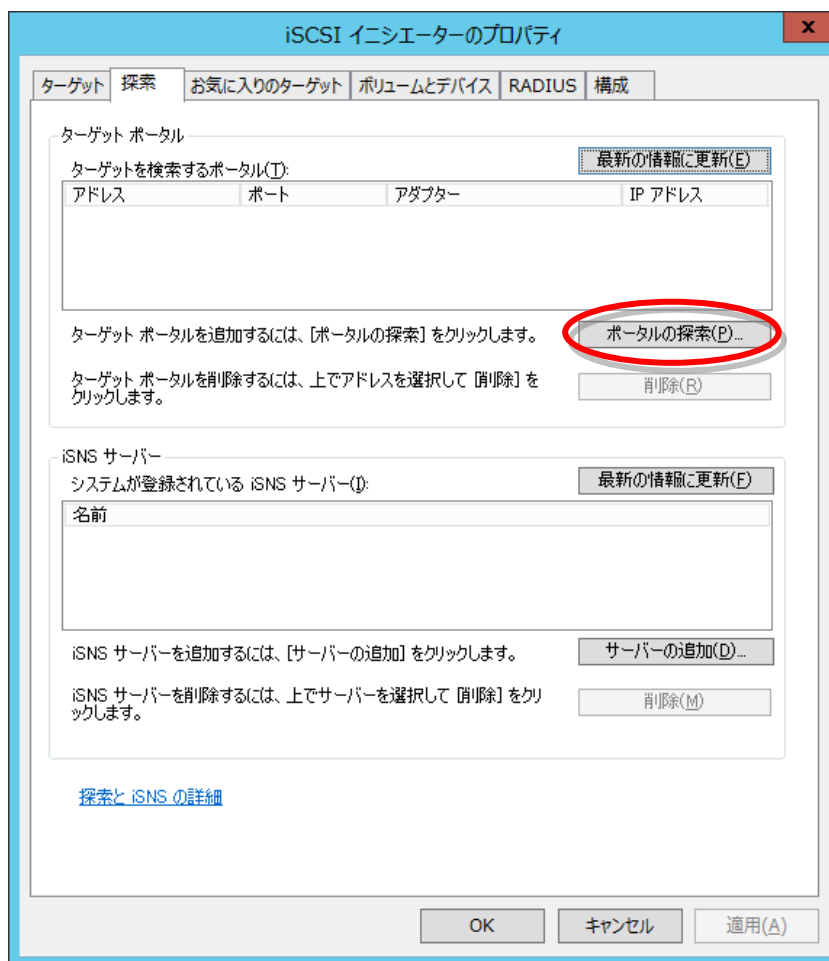 iSCSI イニシエーターのプロパティ
x
ターゲット 探索 お気に入りのターゲット ボリュームとデバイス RADIUS 構成
ターゲット ポータル
ターゲットを検索するポータル(T):
最新の情報に更新(E)
アドレス ポート アダプター IP アドレス
ターゲット ポータルを追加するには、[ポータルの探索] をクリックします。
ポータルの探索(P)...
ターゲット ポータルを削除するには、上でアドレスを選択して [削除] を
クリックします。
削除(R)
iSNS サーバー
システムが登録されている iSNS サーバー(I):
最新の情報に更新(F)
名前
iSNS サーバーを追加するには、[サーバーの追加] をクリックします。
サーバーの追加(D)...
iSNS サーバーを削除するには、上でサーバーを選択して [削除] をクリ
ックします。
削除(M)
探索と iSNS の詳細
OK キャンセル 適用(A)